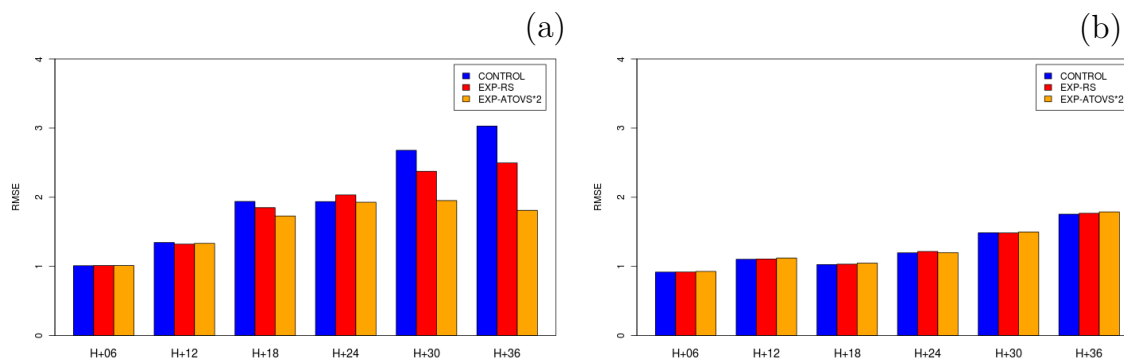 (a)
4
3
2
1
0
RMSE
CONTROL
EXP-RS
EXP-ATOVS*2
H+06 H+12 H+18 H+24 H+30 H+36
(b)
4
3
2
1
0
RMSE
CONTROL
EXP-RS
EXP-ATOVS*2
H+06 H+12 H+18 H+24 H+30 H+36